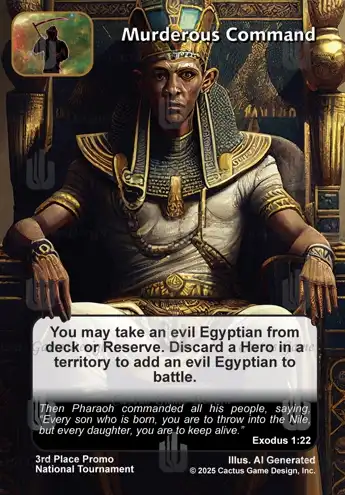 Murderous Command
You may take an evil Egyptian from
deck or Reserve. Discard a Hero in a
territory to add an evil Egyptian to
battle.
Then Pharaoh commanded all his people, saying,
"Every son who is born, you are to throw into the Nile,
but every daughter, you are to keep alive."
Exodus 1:22
3rd Place Promo
National Tournament
Illus. AI Generated
© 2025 Cactus Game Design, Inc.